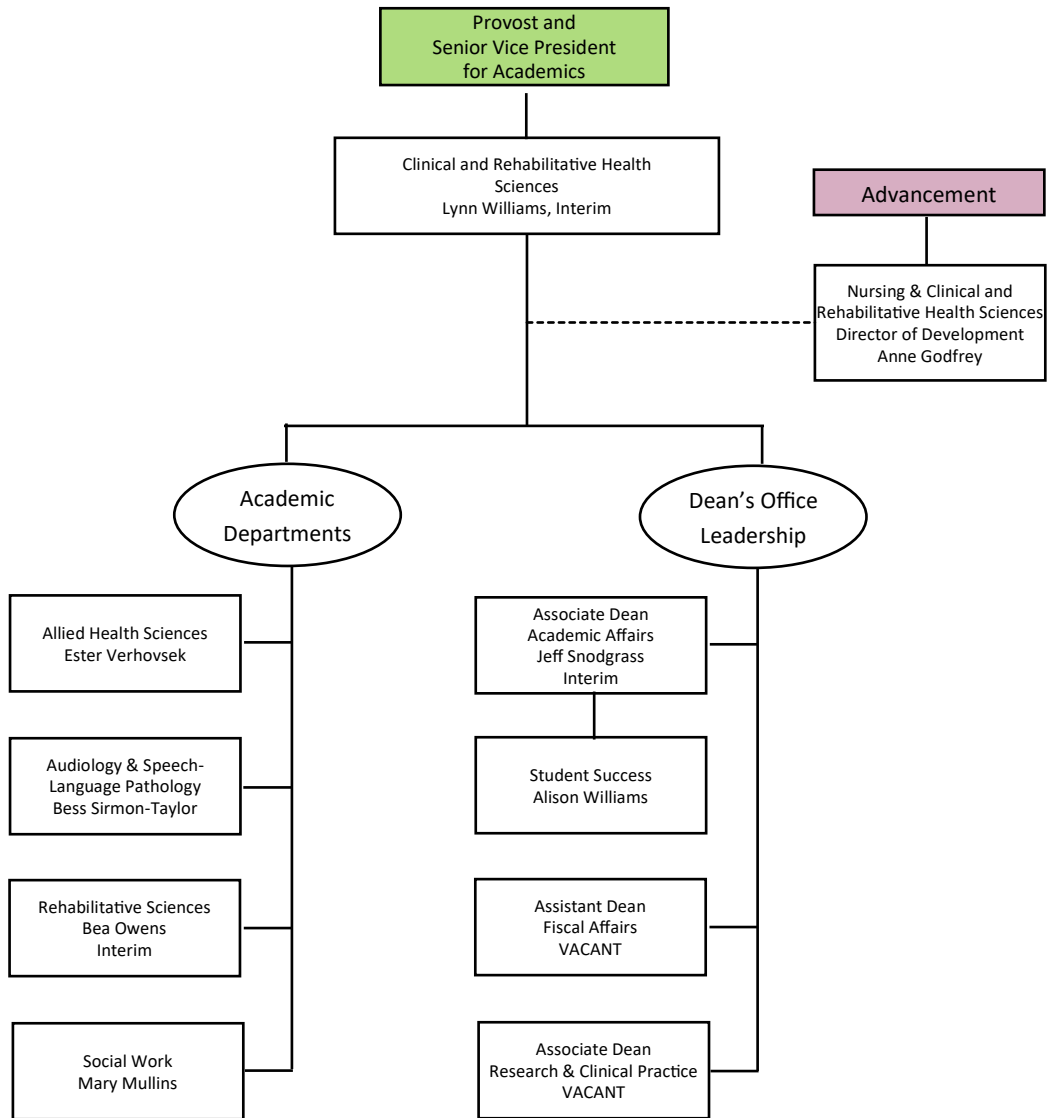 Provost and
Senior Vice President
for Academics
Clinical and Rehabilitative Health
Sciences
Lynn Williams, Interim
Advancement
Nursing & Clinical and
Rehabilitative Health Sciences
Director of Development
Anne Godfrey
Academic
Departments
Dean's Office
Leadership
Allied Health Sciences
Ester Verhovsek
Audiology & Speech-
Language Pathology
Bess Sirmon-Taylor
Rehabilitative Sciences
Bea Owens
Interim
Social Work
Mary Mullins
Associate Dean
Academic Affairs
Jeff Snodgrass
Interim
Student Success
Alison Williams
Assistant Dean
Fiscal Affairs
VACANT
Associate Dean
Research & Clinical Practice
VACANT